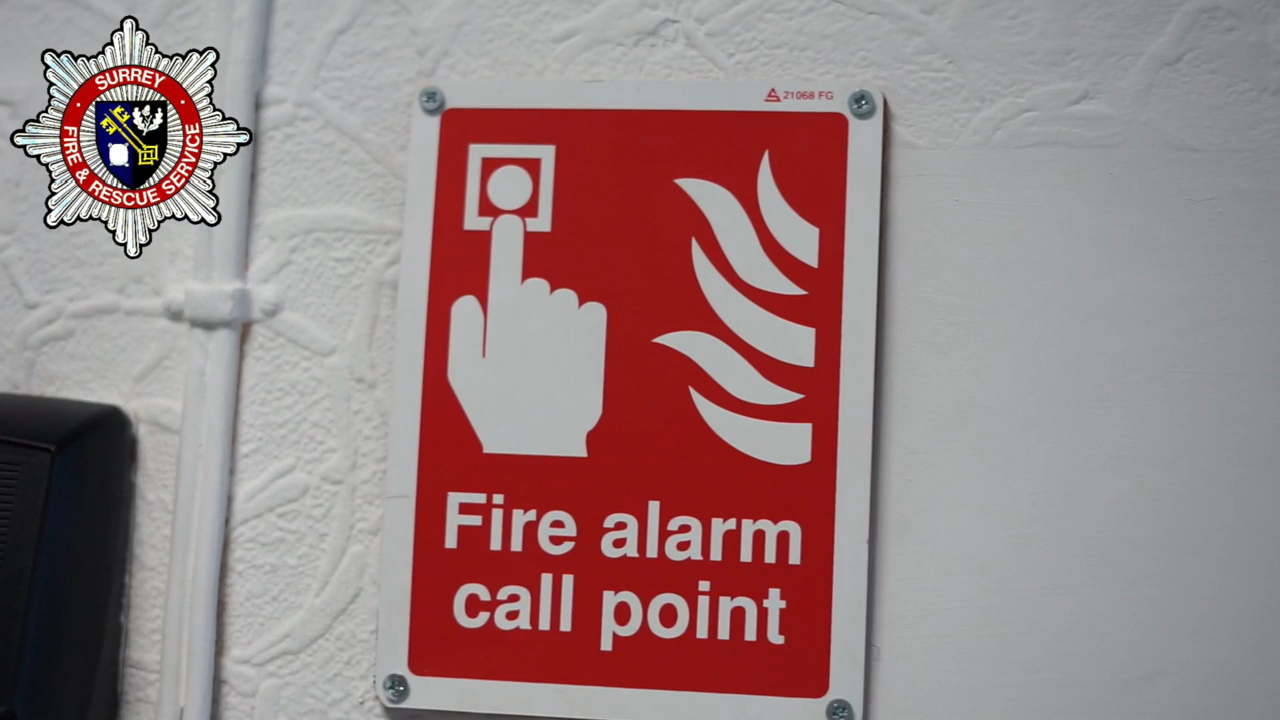 SURREY
FIRE & RESCUE SERVICE
21068 FG
Fire alarm
call point